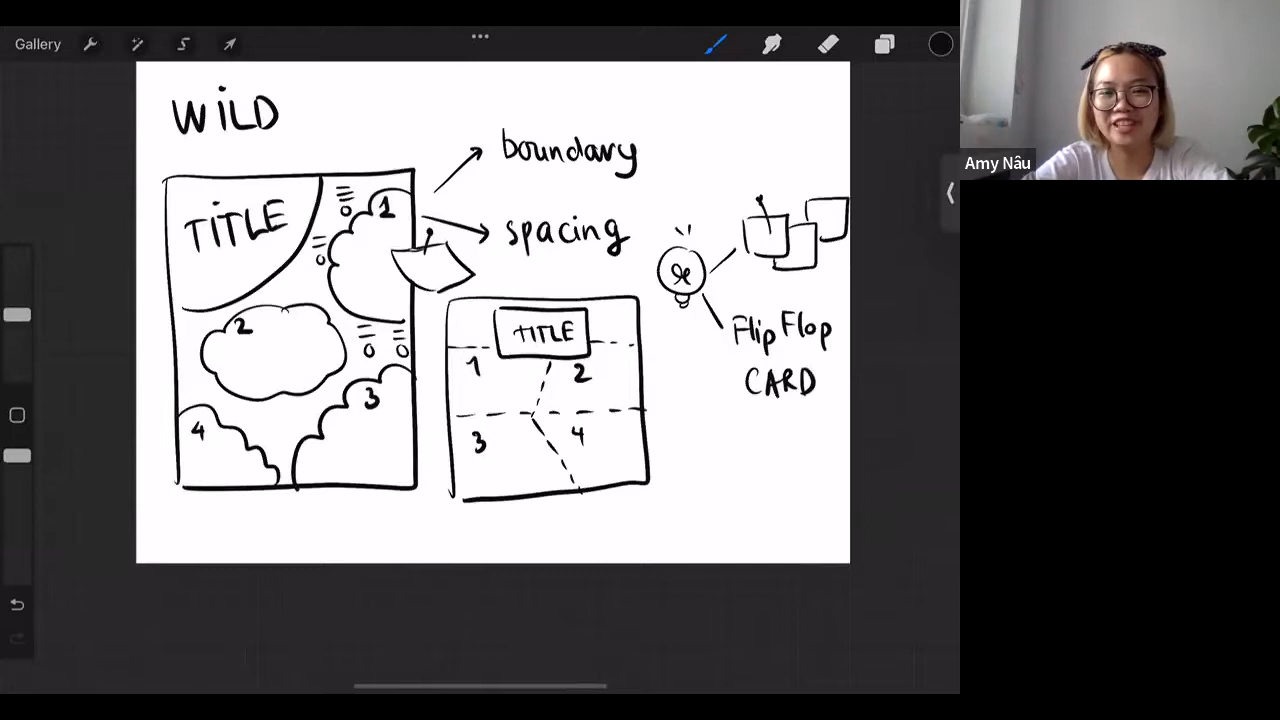 Gallery
WiLD
boundary
TiTLE
1
spacing
2
TITLE
1
2
Flip Flop
CARD
3
4
3
4
Amy Nâu